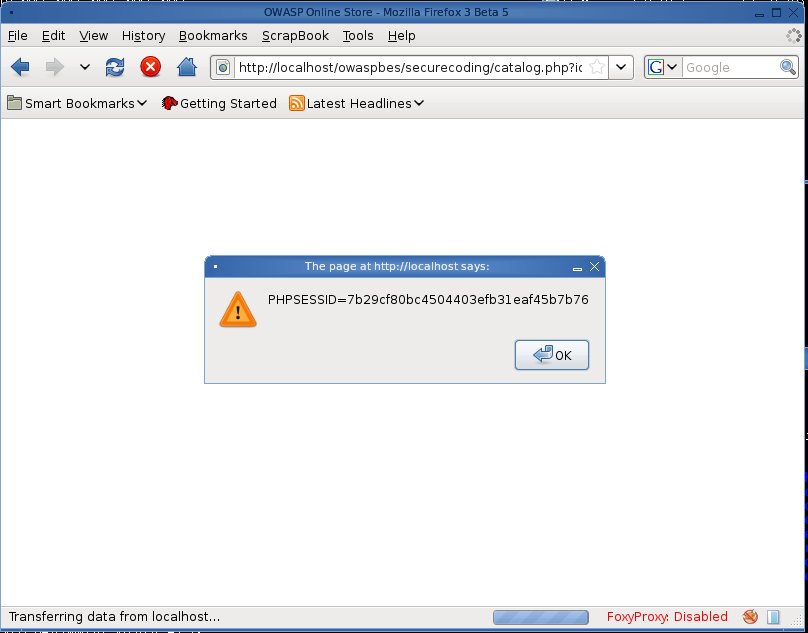 OWASP Online Store - Mozilla Firefox 3 Beta 5
File Edit View History Bookmarks ScrapBook Tools Help
http://localhost/owaspbes/securecoding/catalog.php?ic
G Google
Smart Bookmarks Getting Started Latest Headlines
The page at http://localhost says:
PHPSESSID=7b29cf80bc4504403efb31eaf45b7b76
OK
Transferring data from localhost... FoxyProxy: Disabled